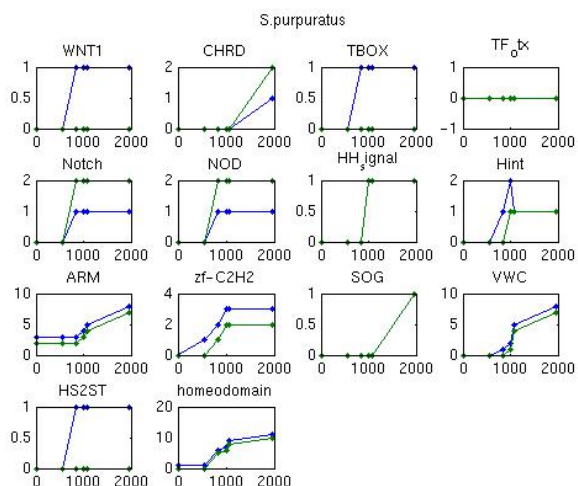 S.purpuratus
WNT1 CHRD TBOX TFotx
1 2 1 1
0.5 1 0.5 0
0 0 0 -1
0 1000 2000 0 1000 2000 0 1000 2000 0 1000 2000
Notch NOD HHsignal Hint
2 2 1 2
1 1 0.5 1
0 0 0 0
0 1000 2000 0 1000 2000 0 1000 2000 0 1000 2000
ARM zf-C2H2 SOG VWC
10 4 1 10
5 2 0.5 5
0 0 0 0
0 1000 2000 0 1000 2000 0 1000 2000 0 1000 2000
HS2ST homeodomain
1 20
0.5 10
0 0
0 1000 2000 0 1000 2000